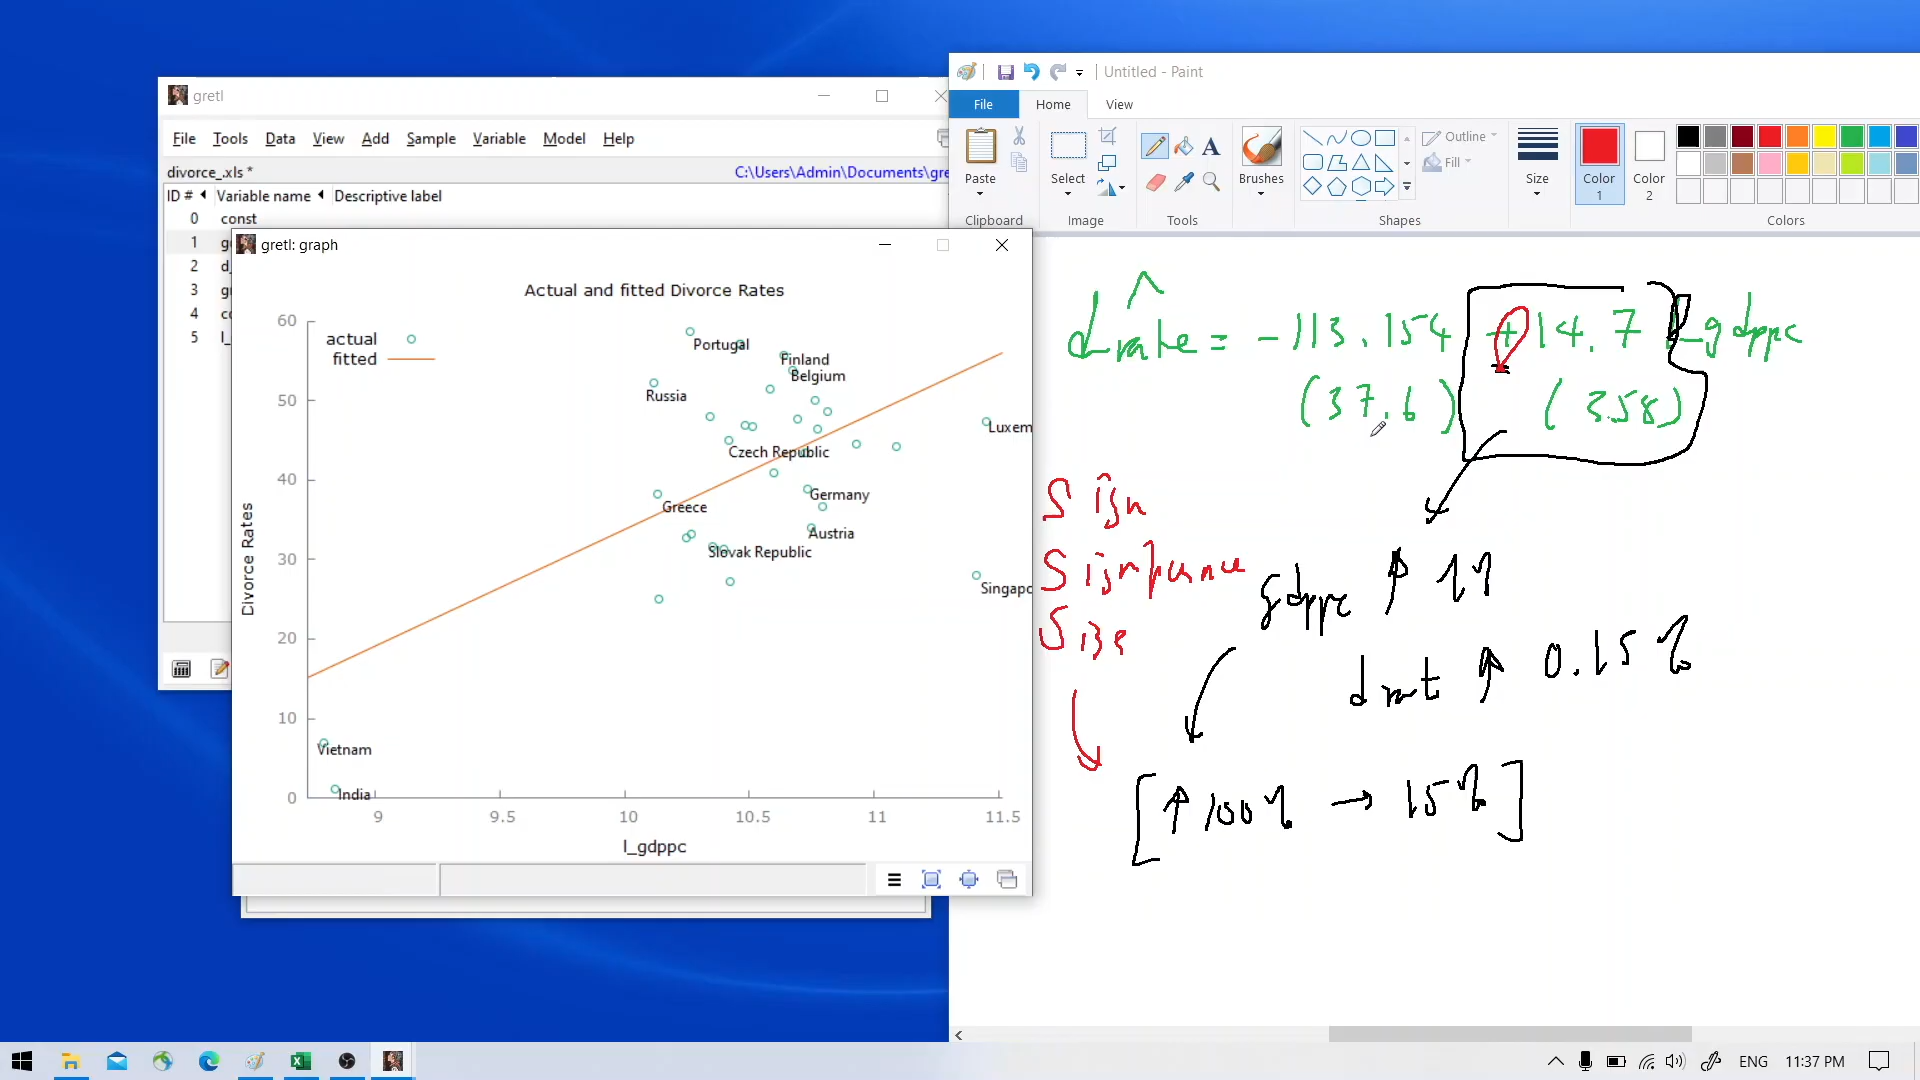 gretl
File Tools Data View Add Sample Variable Model Help
divorce_.xls *
C:\Users\Admin\Documents\gre
ID # Variable name Descriptive label
0 const
1
2
3
4
5
gretl: graph
Actual and fitted Divorce Rates
actual
fitted
Divorce Rates
60
50
40
30
20
10
0
Portugal
Finland
Belgium
Russia
Luxem
Czech Republic
Germany
Greece
Austria
Slovak Republic
Singapo
Vietnam
India
9 9.5 10 10.5 11 11.5
l_gdppc
Untitled - Paint
File Home View
Paste
Select
Brushes
Outline
Fill
Size
Color 1
Color 2
Clipboard Image Tools Shapes Colors
drate = -113.154 + 14.7 l_gdppc
(37.6) (3.58)
Sign
Significance
Size
gdppc ↑ 1%
drate ↑ 0.15 %
[↑ 100% → 15%]
ENG 11:37 PM